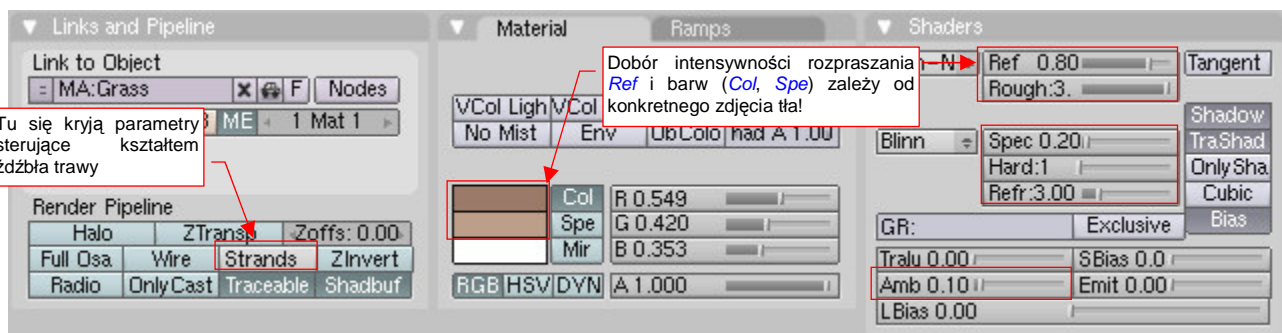 Links and Pipeline
Link to Object
MA:Grass
F
Nodes
ME
1 Mat 1
Tu się kryją parametry
sterujące kształtem
źdźbła trawy
Render Pipeline
Halo
ZTransp
Zoffs: 0.00
Full Osa
Wire
Strands
ZInvert
Radio
OnlyCast
Traceable
Shadbuf
Material
Ramps
Dobór intensywności rozpraszania
Ref i barw (Col, Spe) zależy od
konkretnego zdjęcia tła!
VCol Ligh
VCol
No Mist
Env
ObColo
had A 1.00
Col
R 0.549
Spe
G 0.420
Mir
B 0.353
RGB
HSV
DYN
A 1.000
Shaders
Ref 0.80
Tangent
Rough:3.
Shadow
Blinn
Spec 0.20
TraShad
Hard:1
OnlySha
Refr:3.00
Cubic
GR:
Exclusive
Bias
Tralu 0.00
SBias 0.0
Amb 0.10
Emit 0.00
LBias 0.00